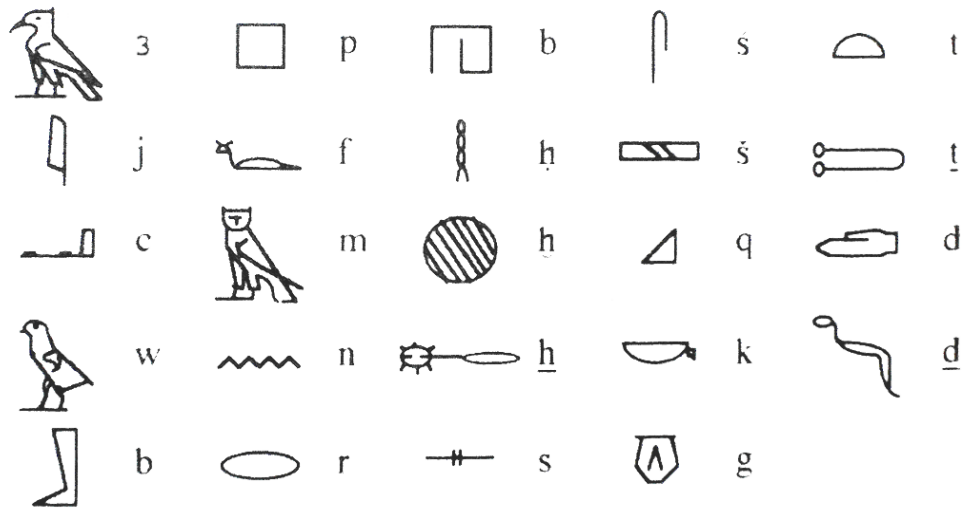 3 p b ś t
j f ḥ š ṯ
c m ḫ q d
w n ẖ k ḏ
b r s g